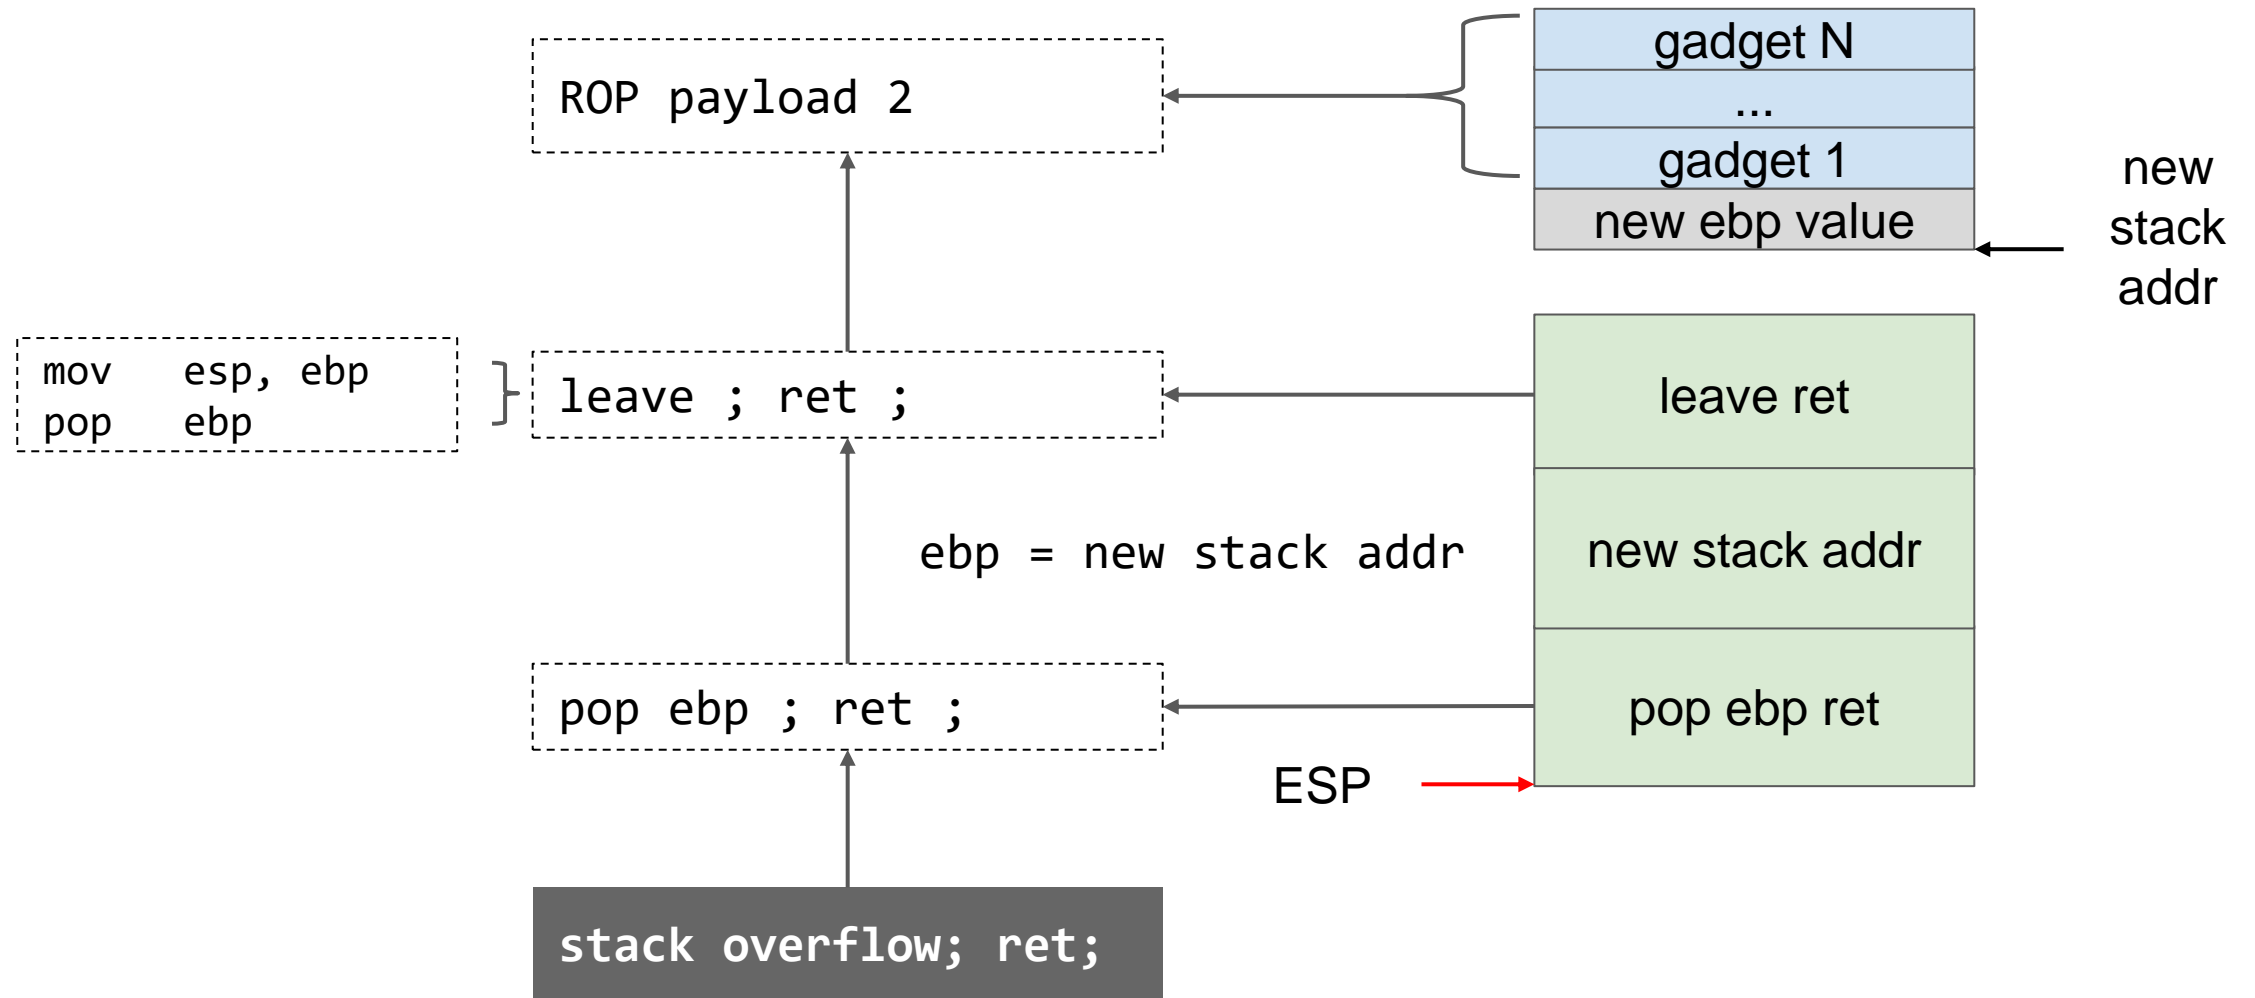 gadget N
ROP payload 2
...
gadget 1
new
stack
addr
new ebp value
mov esp, ebp
pop ebp
leave ; ret ;
leave ret
ebp = new stack addr
new stack addr
pop ebp ; ret ;
pop ebp ret
ESP
stack overflow; ret;